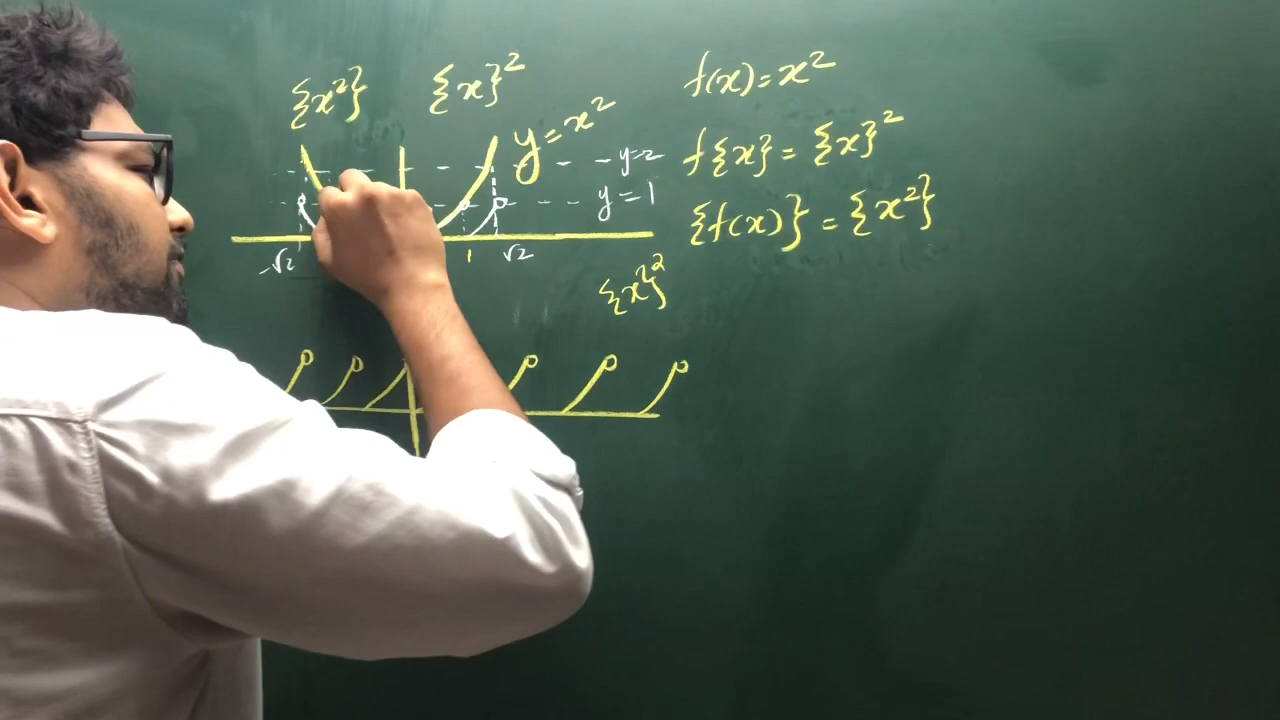 {x²} {x}²
y=x²
y=2
y=1
-√2 1 √2
f(x)=x²
f{x} = {x}²
{f(x)} = {x²}
{x}²